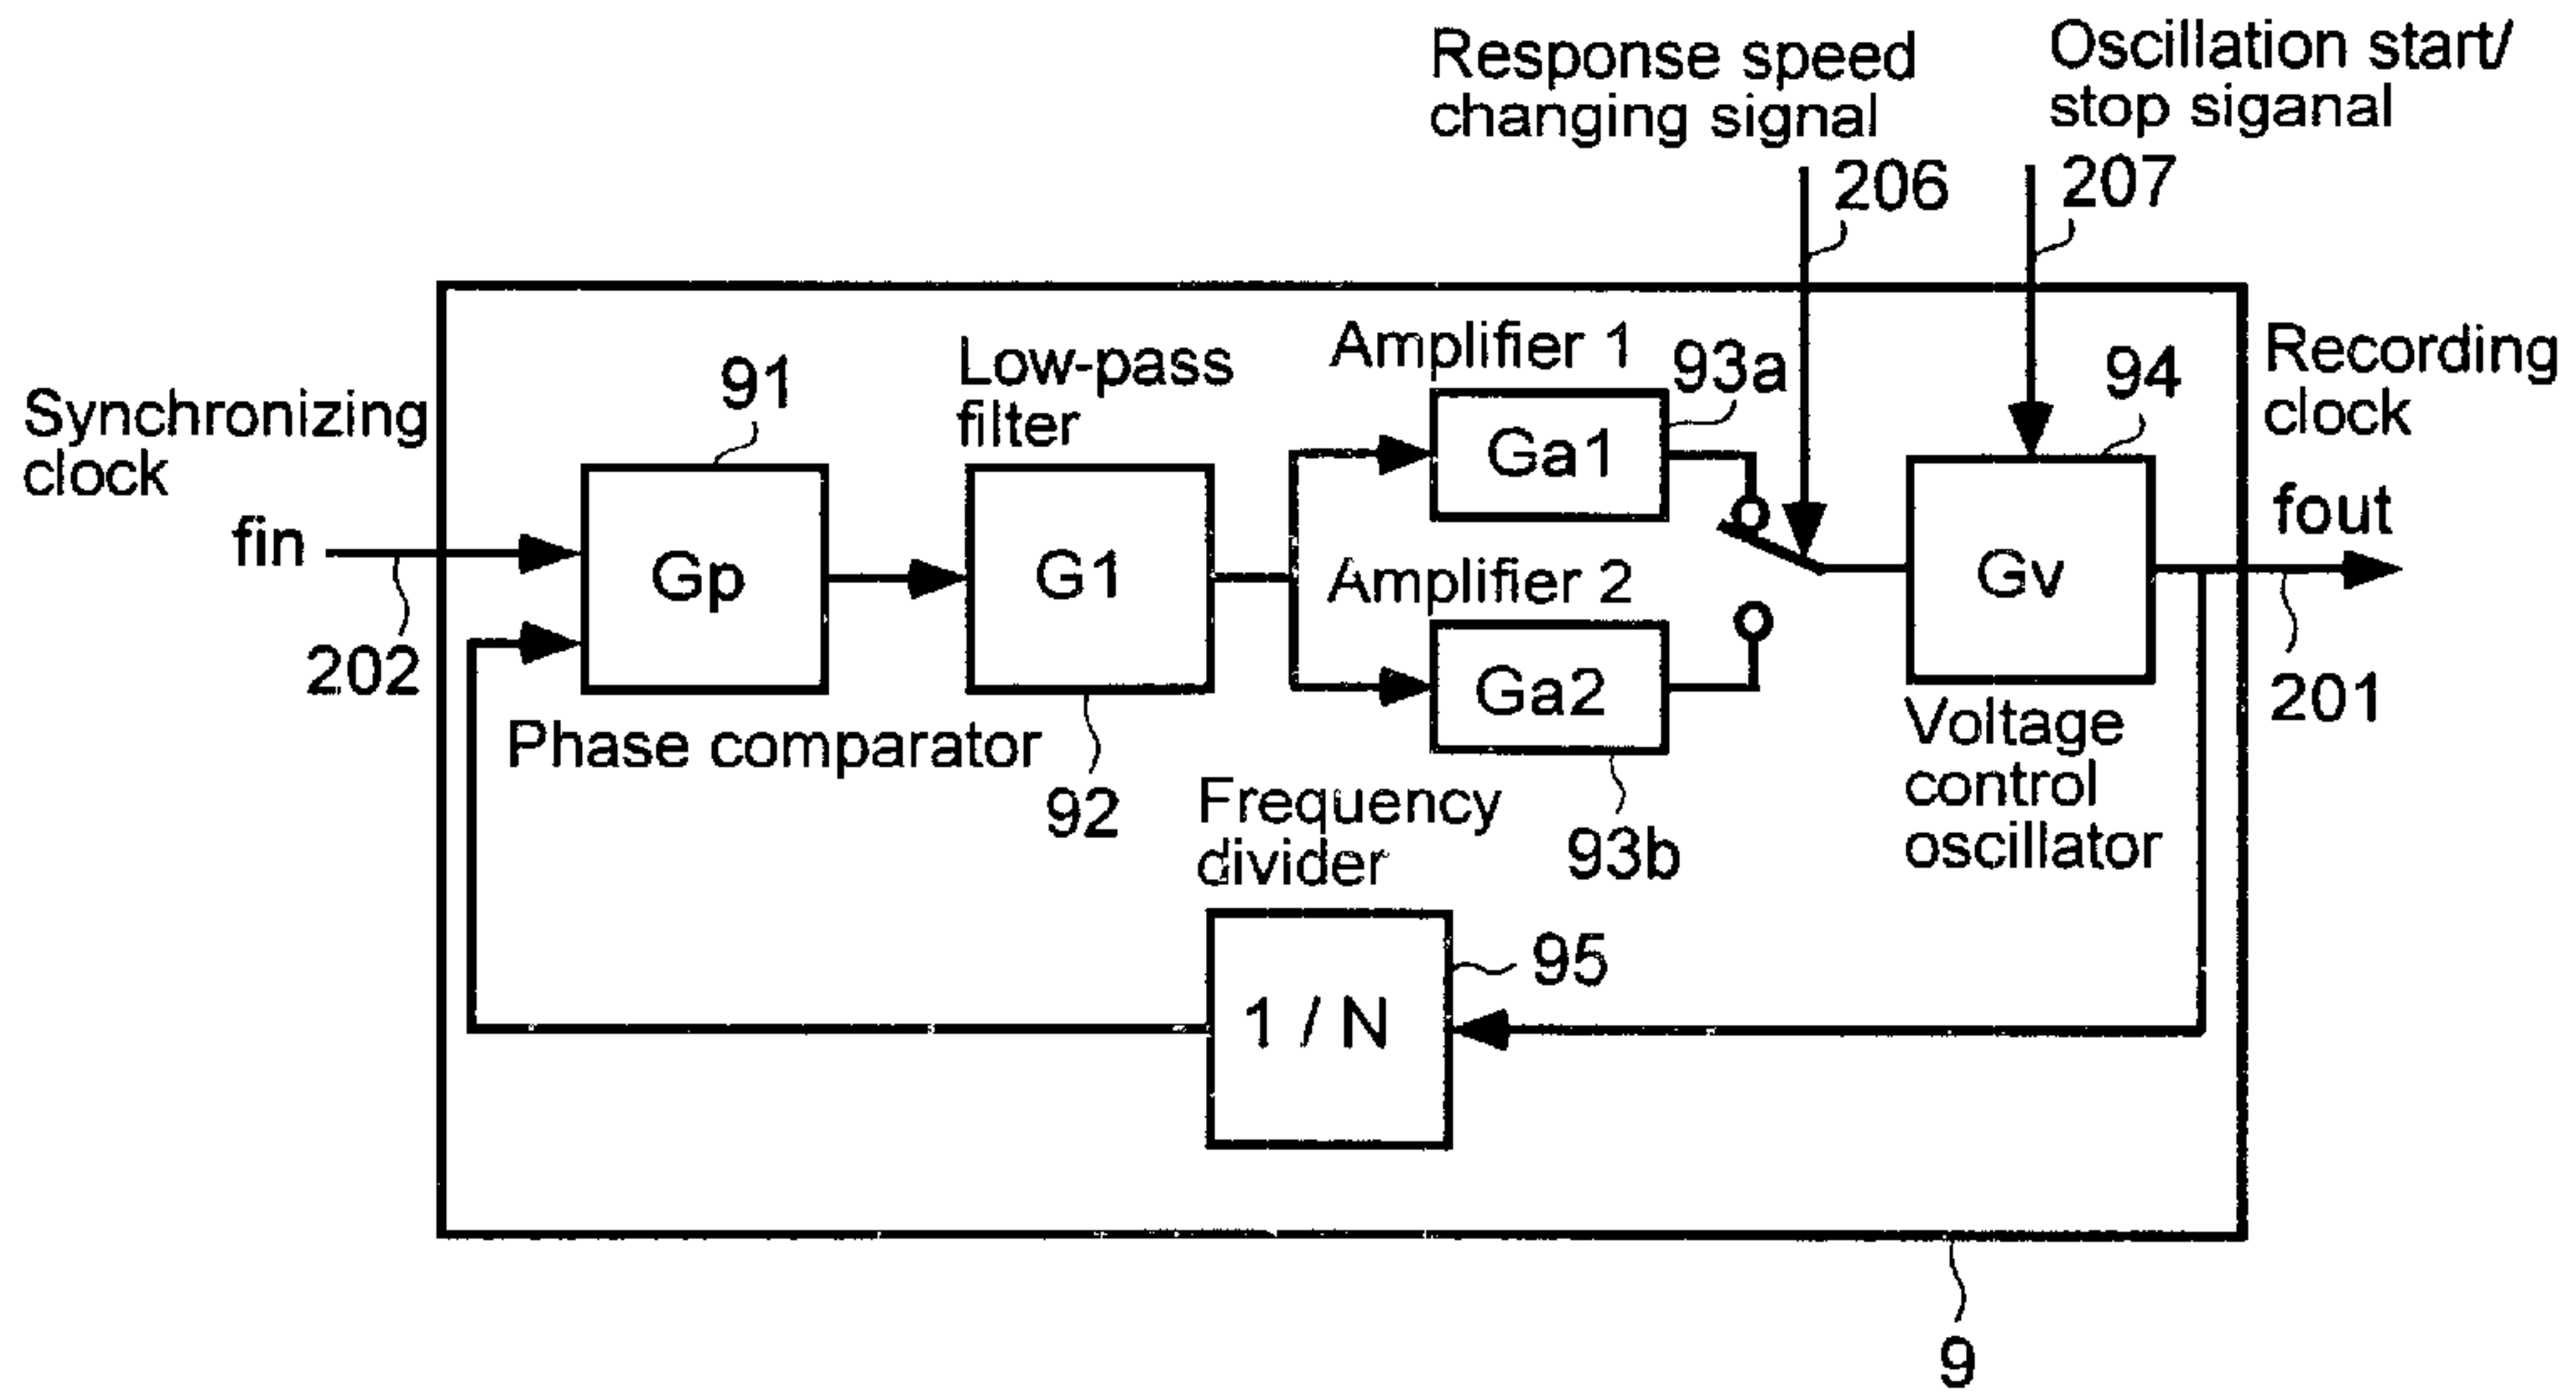 Response speed
changing signal
206
Oscillation start/
stop siganal
207
Synchronizing
clock
fin
202
91
Gp
Phase comparator
Low-pass
filter
G1
92
Amplifier 1
93a
Ga1
Amplifier 2
Ga2
93b
94
Gv
Voltage
control
oscillator
Recording
clock
fout
201
Frequency
divider
95
1 / N
9